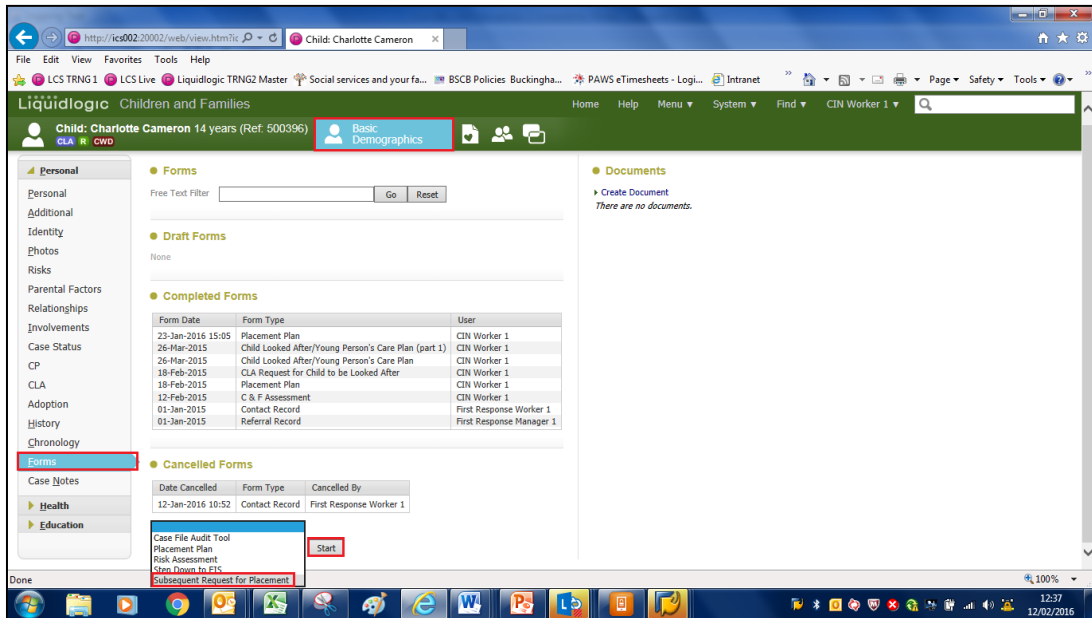 http://ics002:20002/web/view.htm?ic
Child: Charlotte Cameron
File Edit View Favorites Tools Help
LCS TRNG1 LCS Live Liquidlogic TRNG2 Master Social services and your fa... BSCB Policies Buckingha... PAWS eTimesheets - Logi... Intranet » Page Safety Tools »
Liquidlogic Children and Families Home Help Menu System Find CIN Worker 1
Child: Charlotte Cameron 14 years (Ref: 500396)
CLA R CWD
Basic
Demographics
Personal
Personal
Additional
Identity
Photos
Risks
Parental Factors
Relationships
Involvements
Case Status
CP
CLA
Adoption
History
Chronology
Forms
Case Notes
Health
Education
Forms
Free Text Filter Go Reset
Draft Forms
None
Completed Forms
Form Date Form Type User
23-Jan-2016 15:05 Placement Plan CIN Worker 1
26-Mar-2015 Child Looked After/Young Person's Care Plan (part 1) CIN Worker 1
26-Mar-2015 Child Looked After/Young Person's Care Plan CIN Worker 1
18-Feb-2015 CLA Request for Child to be Looked After CIN Worker 1
18-Feb-2015 Placement Plan CIN Worker 1
12-Feb-2015 C & F Assessment CIN Worker 1
01-Jan-2015 Contact Record First Response Worker 1
01-Jan-2015 Referral Record First Response Manager 1
Cancelled Forms
Date Cancelled Form Type Cancelled By
12-Jan-2016 10:52 Contact Record First Response Worker 1
Case File Audit Tool
Placement Plan
Risk Assessment
Step Down to FIS
Subsequent Request for Placement
Start
Documents
Create Document
There are no documents.
Done
100%
12:37
12/02/2016